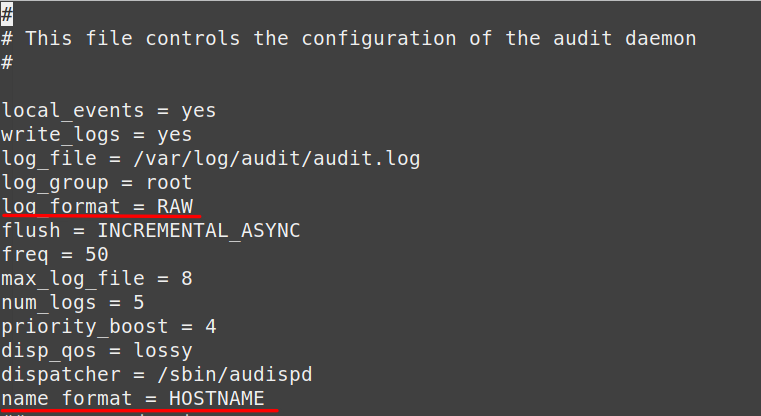 #
# This file controls the configuration of the audit daemon
#
local_events = yes
write_logs = yes
log_file = /var/log/audit/audit.log
log_group = root
log_format = RAW
flush = INCREMENTAL_ASYNC
freq = 50
max_log_file = 8
num_logs = 5
priority_boost = 4
disp_qos = lossy
dispatcher = /sbin/audispd
name_format = HOSTNAME